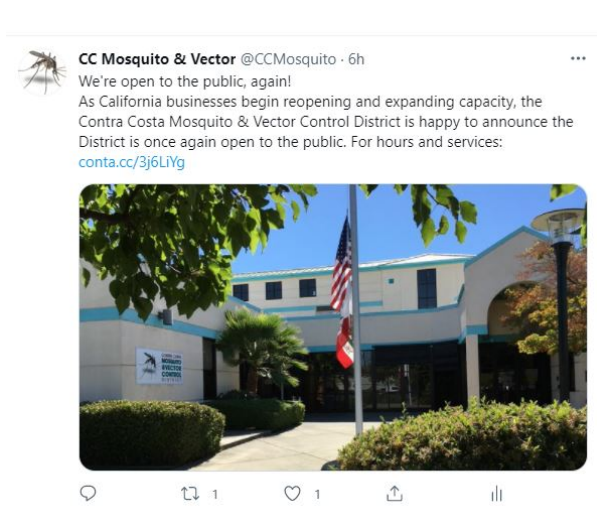 CC Mosquito & Vector @CCMosquito · 6h
We're open to the public, again!
As California businesses begin reopening and expanding capacity, the
Contra Costa Mosquito & Vector Control District is happy to announce the
District is once again open to the public. For hours and services:
conta.cc/3j6LiYg
CONTRA COSTA
MOSQUITO
& VECTOR
CONTROL
DISTRICT
1
1